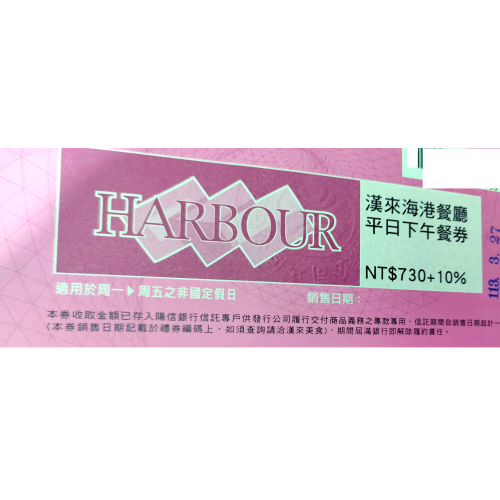 HARBOUR
漢來海港餐廳
平日下午餐券
NT$730+10%
113. 3. 27
適用於周一▶周五之非國定假日
銷售日期：
本券收取金額已存入陽信銀行信託專戶供發行公司履行交付商品義務之專款專用，信託期間自銷售日期起計一
(本券銷售日期記載於禮券編碼上，如須查詢請洽漢來美食)，期間屆滿銀行即解除履約責任。